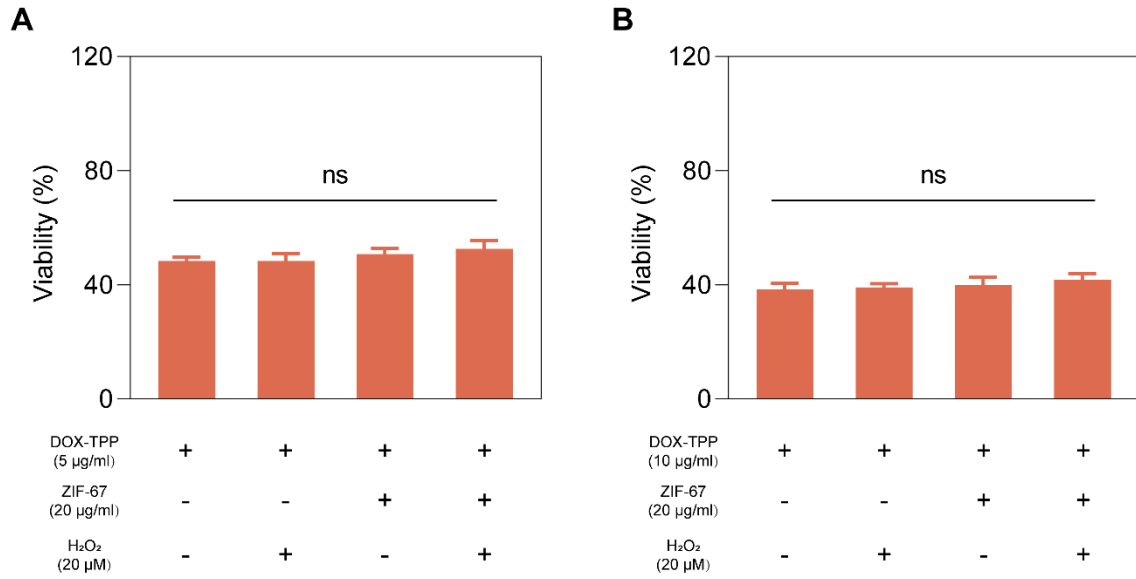 A
120
80
40
0
Viability (%)
ns
DOX-TPP
(5 µg/ml)
+ + + +
ZIF-67
(20 µg/ml)
- - + +
H₂O₂
(20 µM)
- + - +
B
120
80
40
0
Viability (%)
ns
DOX-TPP
(10 µg/ml)
+ + + +
ZIF-67
(20 µg/ml)
- - + +
H₂O₂
(20 µM)
- + - +